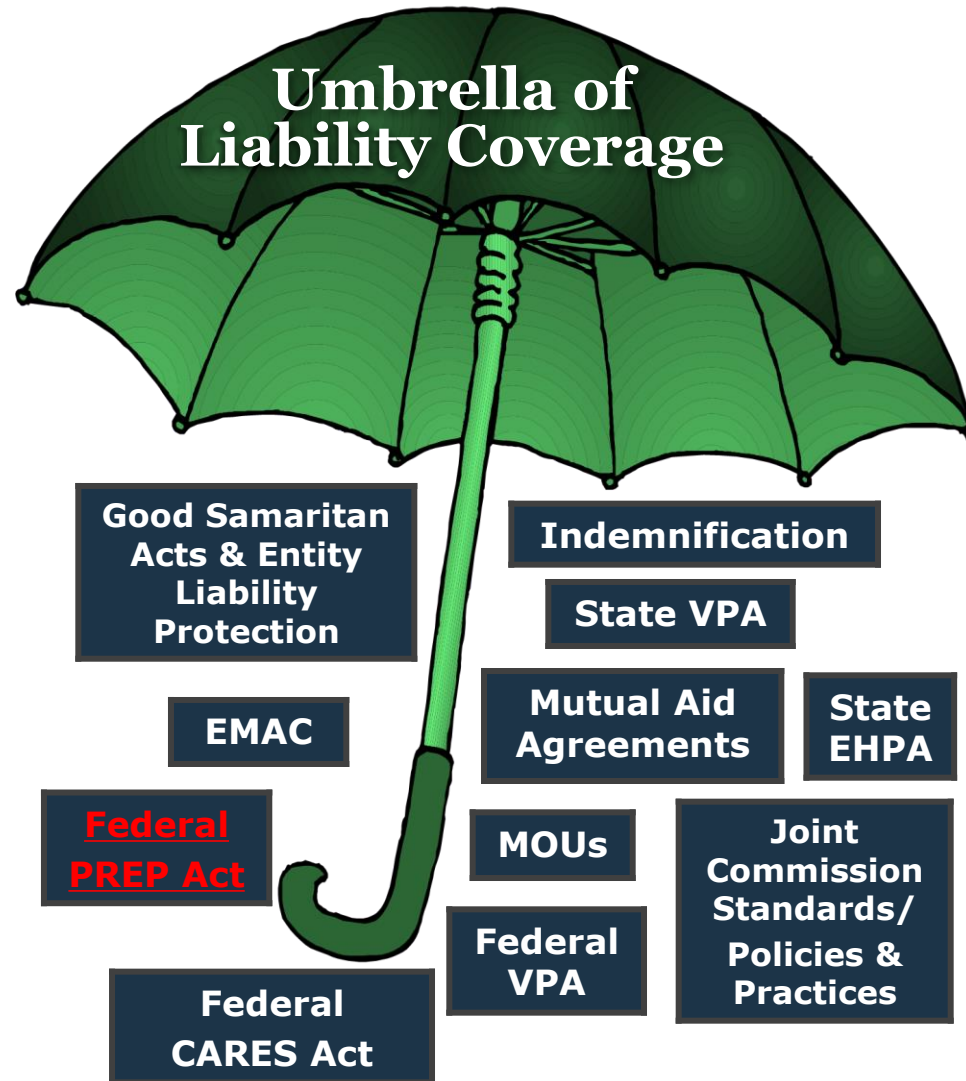 Umbrella of
Liability Coverage
Good Samaritan
Acts & Entity
Liability
Protection
Indemnification
State VPA
EMAC
Mutual Aid
Agreements
State
EHPA
Federal
PREP Act
MOUs
Joint
Commission
Standards/
Policies &
Practices
Federal
VPA
Federal
CARES Act